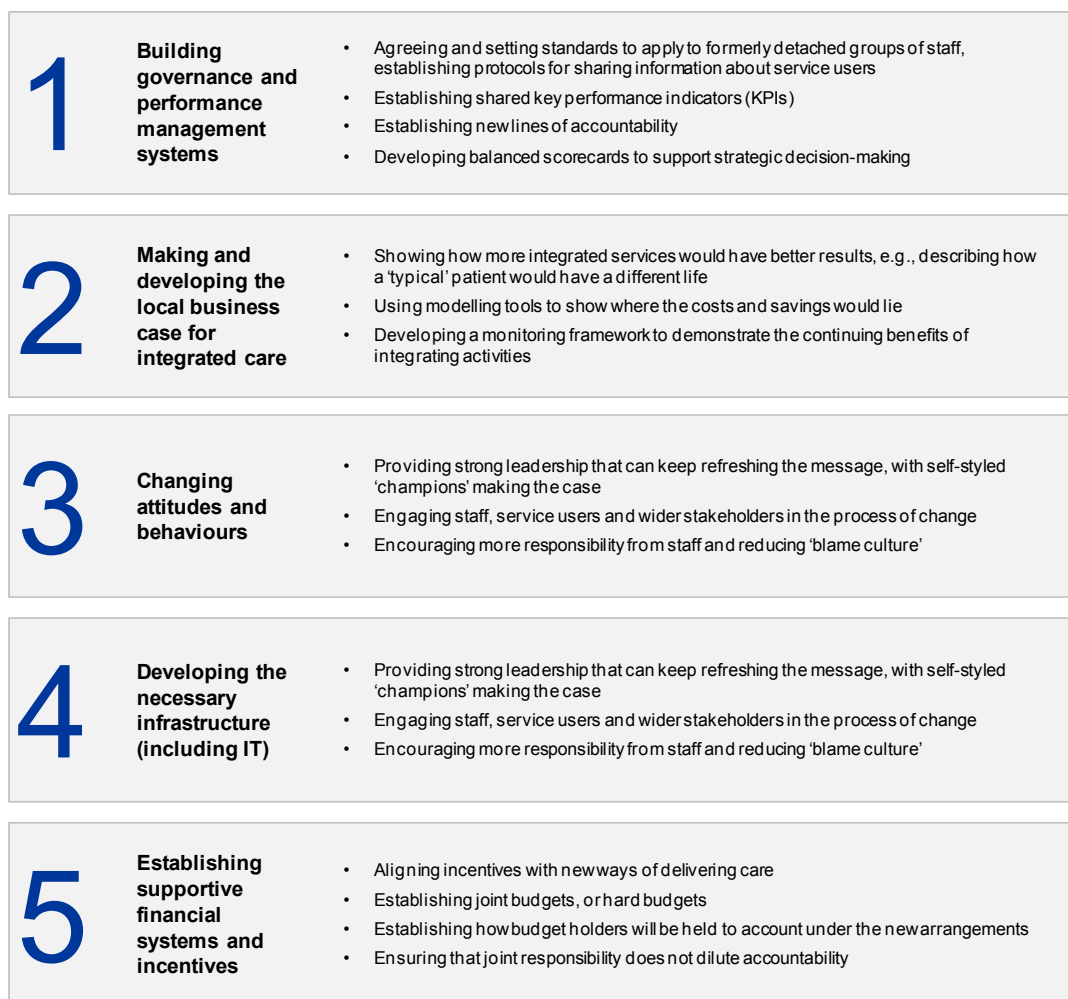 1
Building
governance and
performance
management
systems
• Agreeing and setting standards to apply to formerly detached groups of staff,
establishing protocols for sharing information about service users
• Establishing shared key performance indicators (KPIs)
• Establishing new lines of accountability
• Developing balanced scorecards to support strategic decision-making
2
Making and
developing the
local business
case for
integrated care
• Showing how more integrated services would have better results, e.g., describing how
a ‘typical’ patient would have a different life
• Using modelling tools to show where the costs and savings would lie
• Developing a monitoring framework to demonstrate the continuing benefits of
integrating activities
3
Changing
attitudes and
behaviours
• Providing strong leadership that can keep refreshing the message, with self-styled
‘champions’ making the case
• Engaging staff, service users and wider stakeholders in the process of change
• Encouraging more responsibility from staff and reducing ‘blame culture’
4
Developing the
necessary
infrastructure
(including IT)
• Providing strong leadership that can keep refreshing the message, with self-styled
‘champions’ making the case
• Engaging staff, service users and wider stakeholders in the process of change
• Encouraging more responsibility from staff and reducing ‘blame culture’
5
Establishing
supportive
financial
systems and
incentives
• Aligning incentives with new ways of delivering care
• Establishing joint budgets, or hard budgets
• Establishing how budget holders will be held to account under the new arrangements
• Ensuring that joint responsibility does not dilute accountability